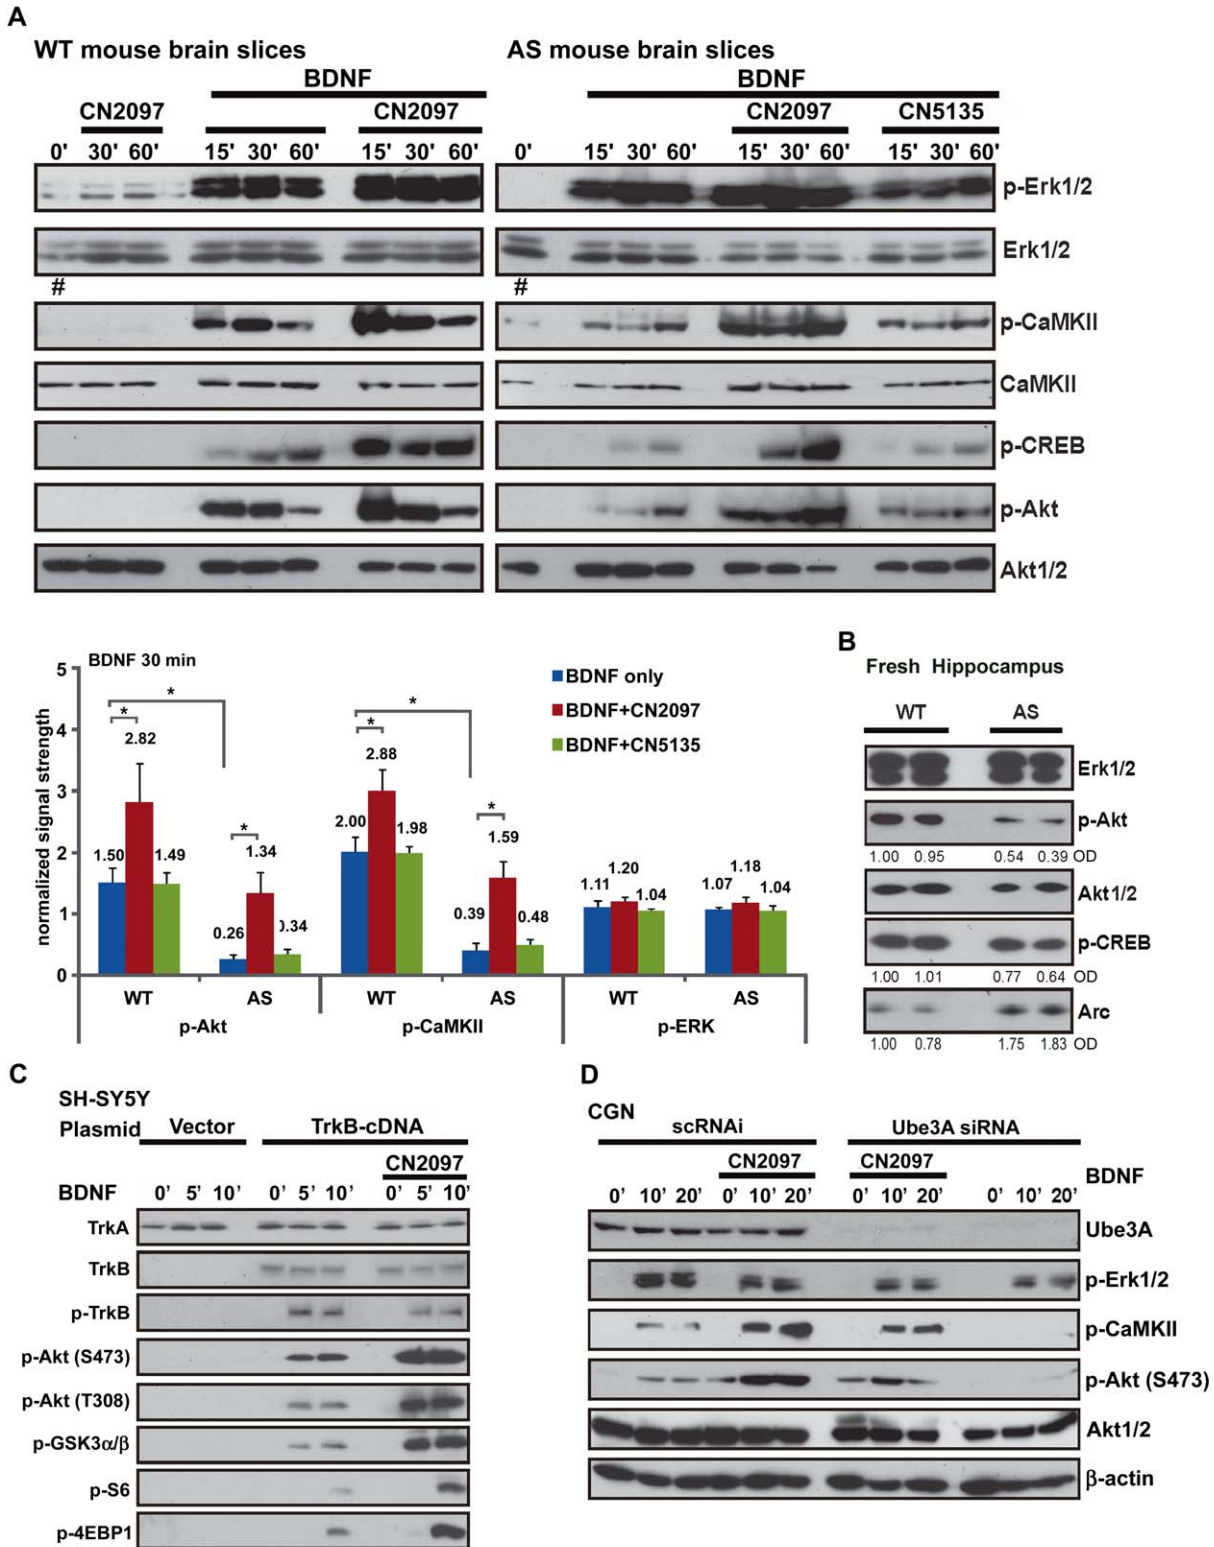 A
WT mouse brain slices
AS mouse brain slices
BDNF
BDNF
CN2097
CN2097
CN2097
CN5135
0' 30' 60' 15' 30' 60' 15' 30' 60'
0' 15' 30' 60' 15' 30' 60' 15' 30' 60'
p-Erk1/2
Erk1/2
# #
p-CaMKII
CaMKII
p-CREB
p-Akt
Akt1/2
BDNF 30 min
normalized signal strength
5
4
3
2
1
0
BDNF only
BDNF+CN2097
BDNF+CN5135
* * * * * *
1.50 2.82 1.49
0.26 1.34 0.34
2.00 2.88 1.98
0.39 1.59 0.48
1.11 1.20 1.04
1.07 1.18 1.04
WT AS WT AS WT AS
p-Akt p-CaMKII p-ERK
B
Fresh Hippocampus
WT AS
Erk1/2
p-Akt
1.00 0.95 0.54 0.39 OD
Akt1/2
p-CREB
1.00 1.01 0.77 0.64 OD
Arc
1.00 0.78 1.75 1.83 OD
C
SH-SY5Y
Plasmid Vector TrkB-cDNA
CN2097
BDNF 0’ 5’ 10’ 0’ 5’ 10’ 0’ 5’ 10’
TrkA
TrkB
p-TrkB
p-Akt (S473)
p-Akt (T308)
p-GSK3α/β
p-S6
p-4EBP1
D
CGN
scRNAi Ube3A siRNA
CN2097 CN2097
BDNF
0’ 10’ 20’ 0’ 10’ 20’ 0’ 10’ 20’ 0’ 10’ 20’
Ube3A
p-Erk1/2
p-CaMKII
p-Akt (S473)
Akt1/2
β-actin